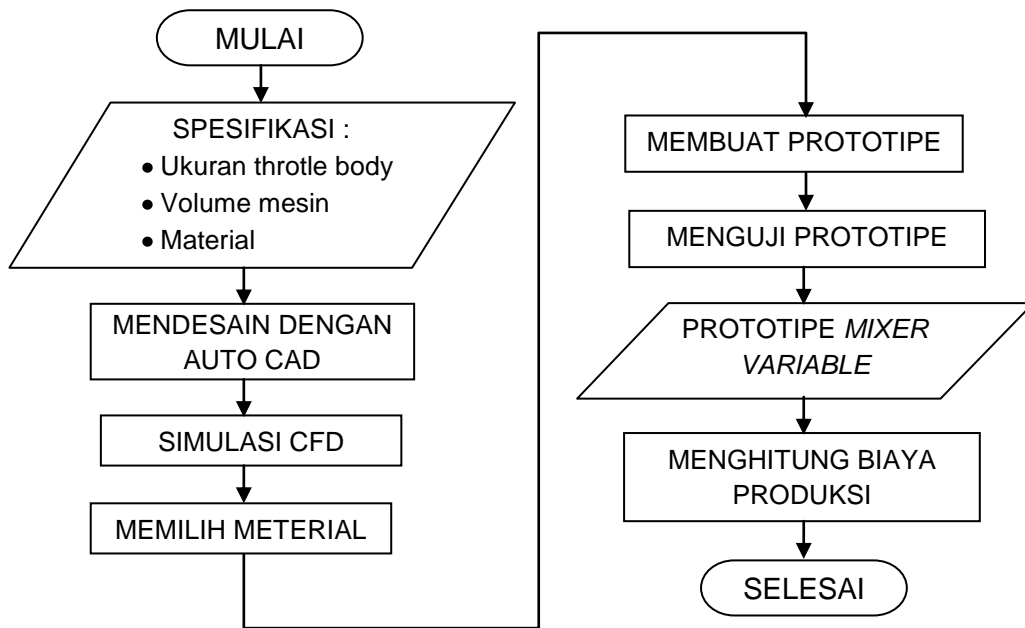 MULAI
SPESIFIKASI :
• Ukuran throtle body
• Volume mesin
• Material
MENDESAIN DENGAN
AUTO CAD
SIMULASI CFD
MEMILIH METERIAL
MEMBUAT PROTOTIPE
MENGUJI PROTOTIPE
PROTOTIPE MIXER
VARIABLE
MENGHITUNG BIAYA
PRODUKSI
SELESAI